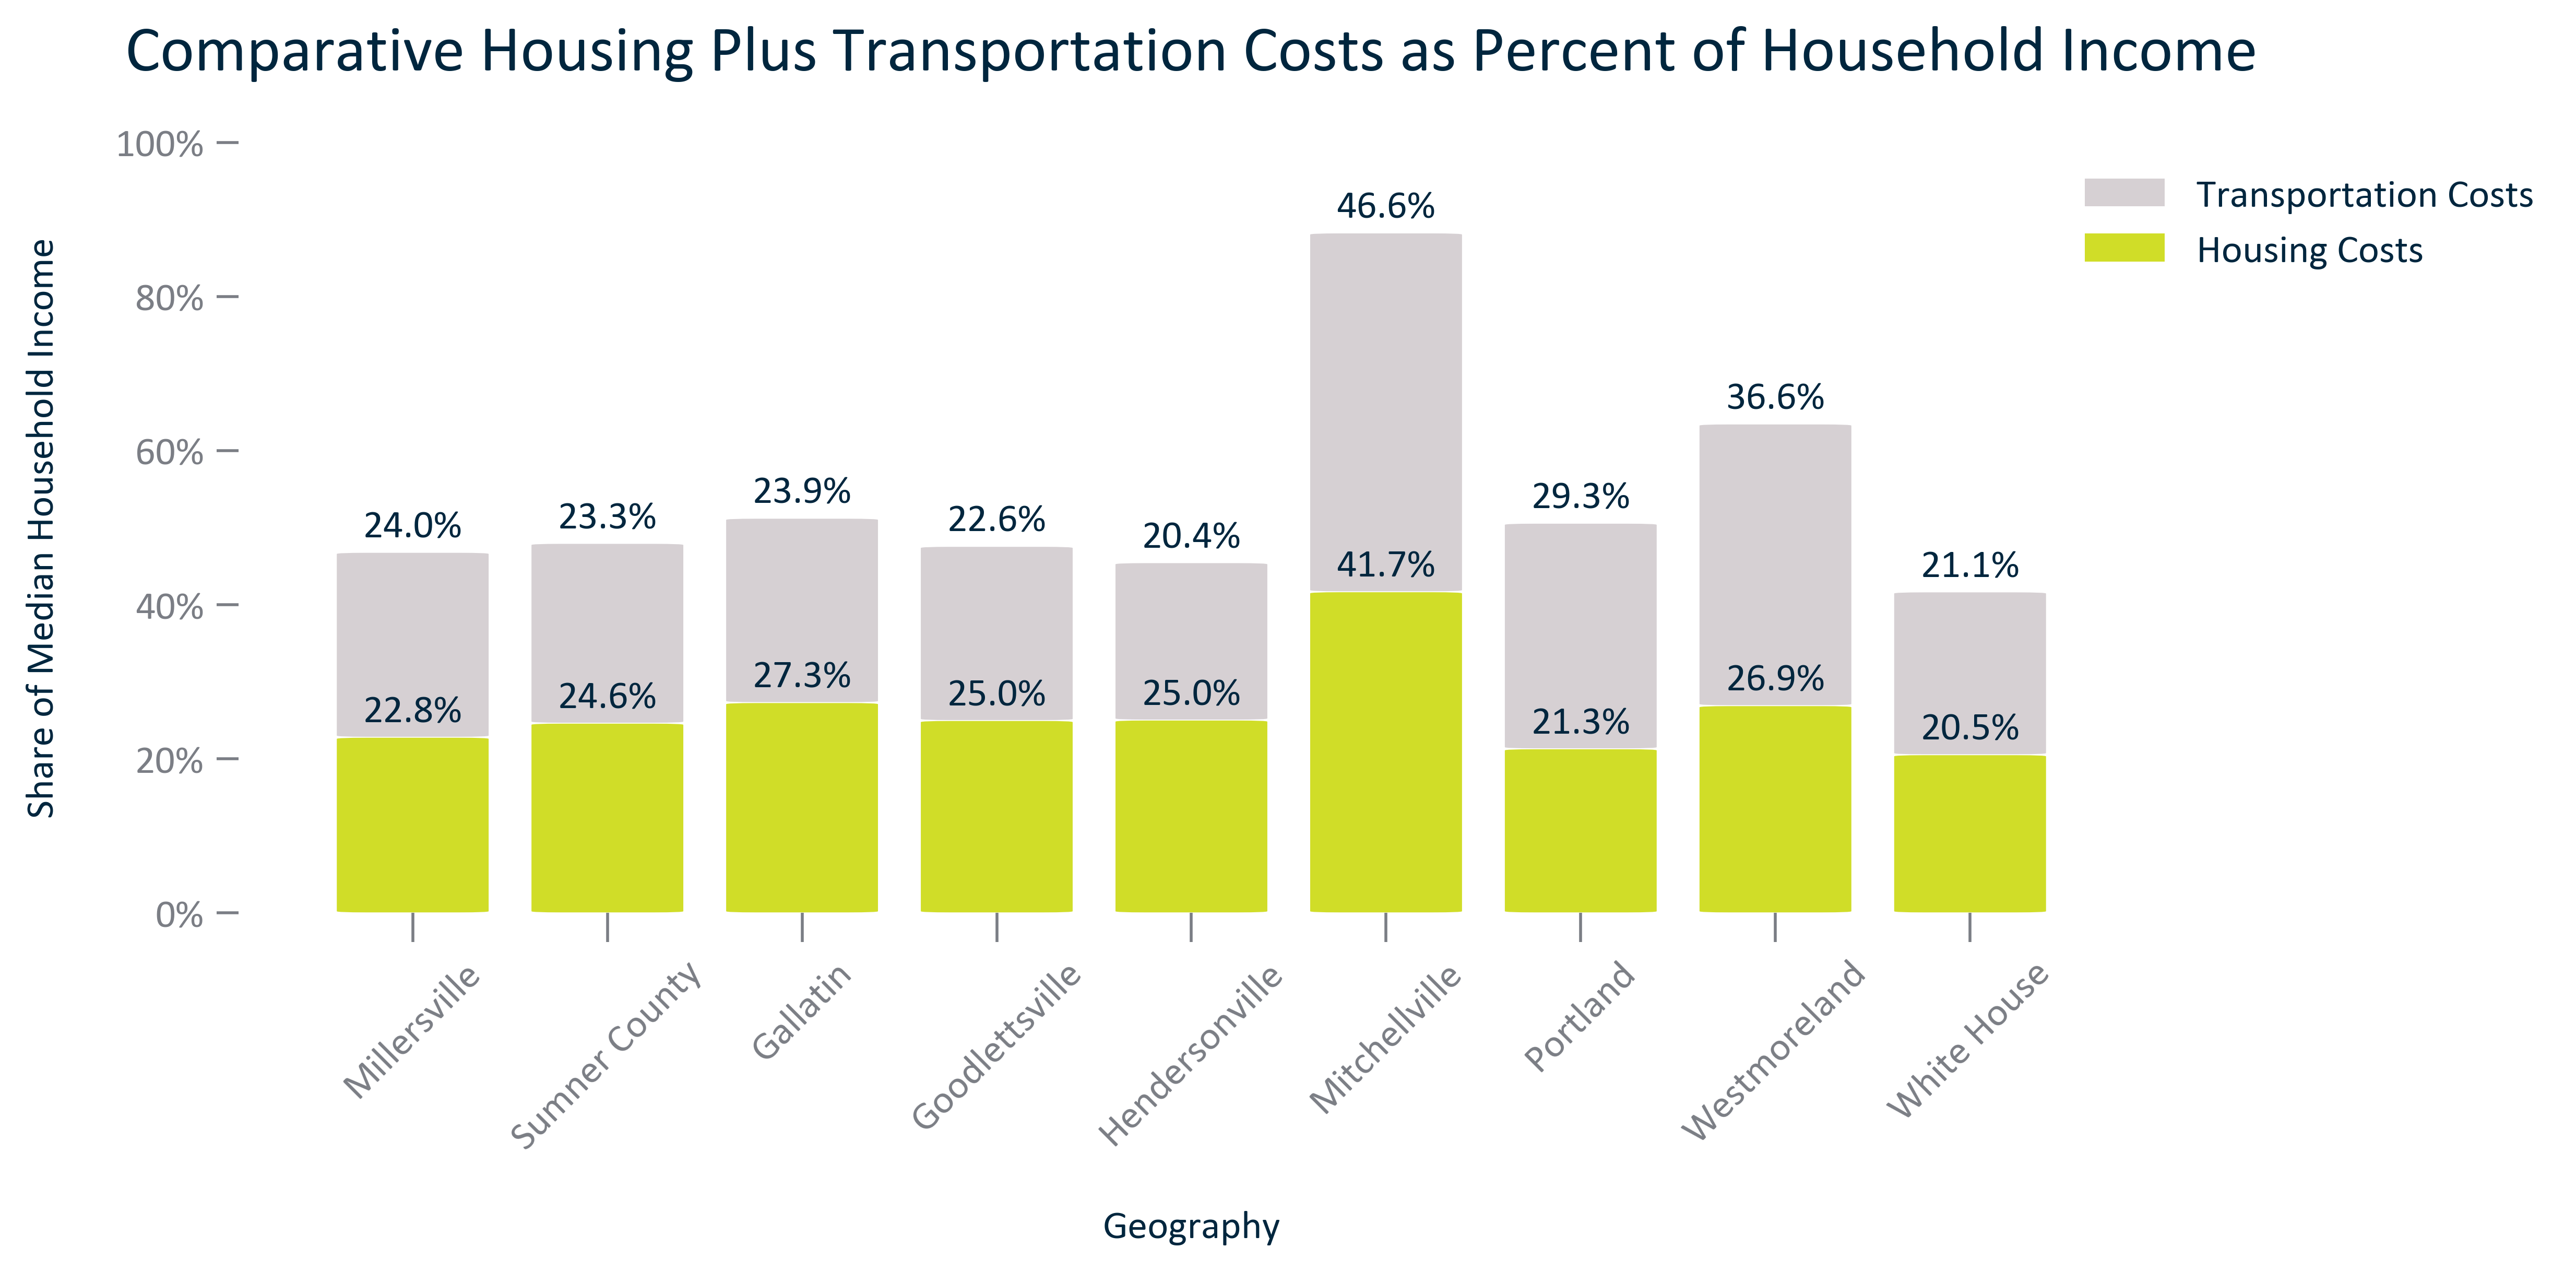 Comparative Housing Plus Transportation Costs as Percent of Household Income
Share of Median Household Income
100%
80%
60%
40%
20%
0%
Transportation Costs
Housing Costs
24.0%
22.8%
23.3%
24.6%
23.9%
27.3%
22.6%
25.0%
20.4%
25.0%
46.6%
41.7%
29.3%
21.3%
36.6%
26.9%
21.1%
20.5%
Millersville
Sumner County
Gallatin
Goodlettsville
Hendersonville
Mitchellville
Portland
Westmoreland
White House
Geography